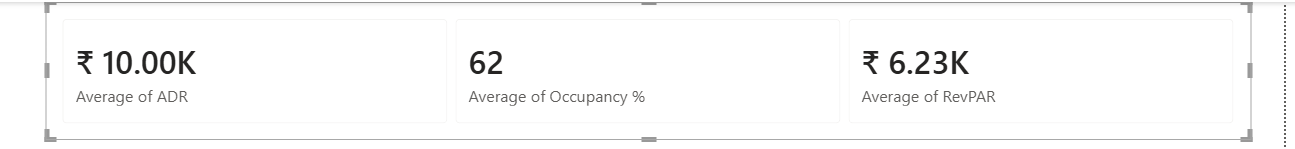 ₹ 10.00K
Average of ADR
62
Average of Occupancy %
₹ 6.23K
Average of RevPAR